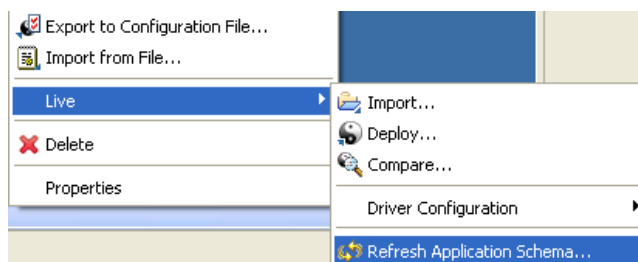 Export to Configuration File...
Import from File...
Live
Delete
Properties
Import...
Deploy...
Compare...
Driver Configuration
Refresh Application Schema...